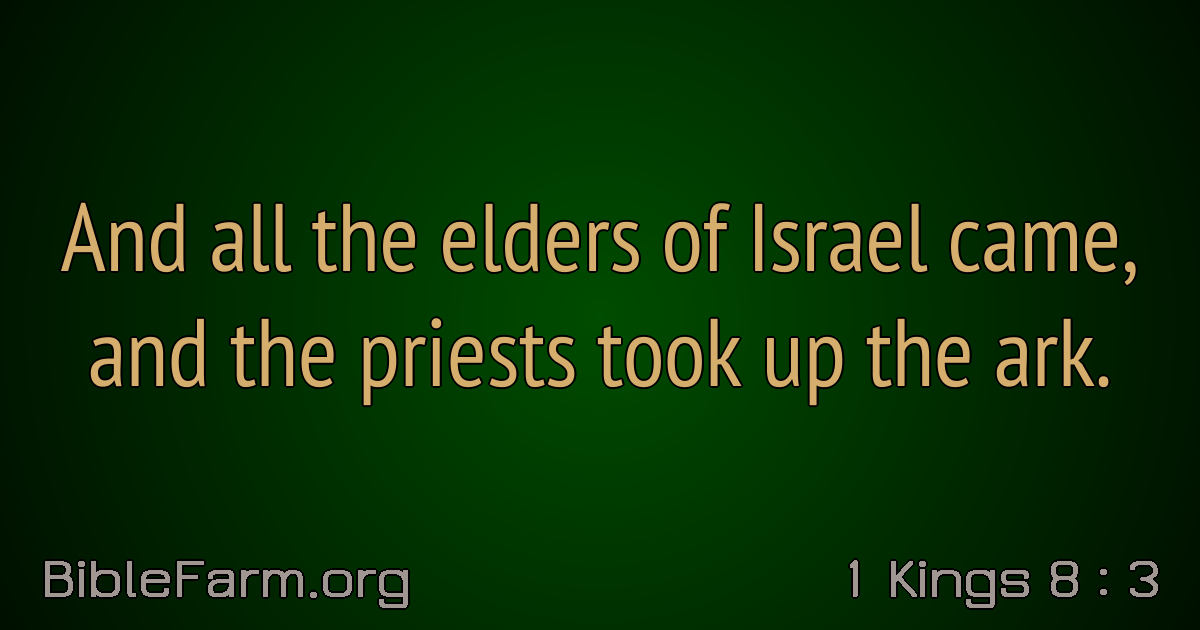 And all the elders of Israel came,
and the priests took up the ark.
BibleFarm.org
1 Kings 8 : 3